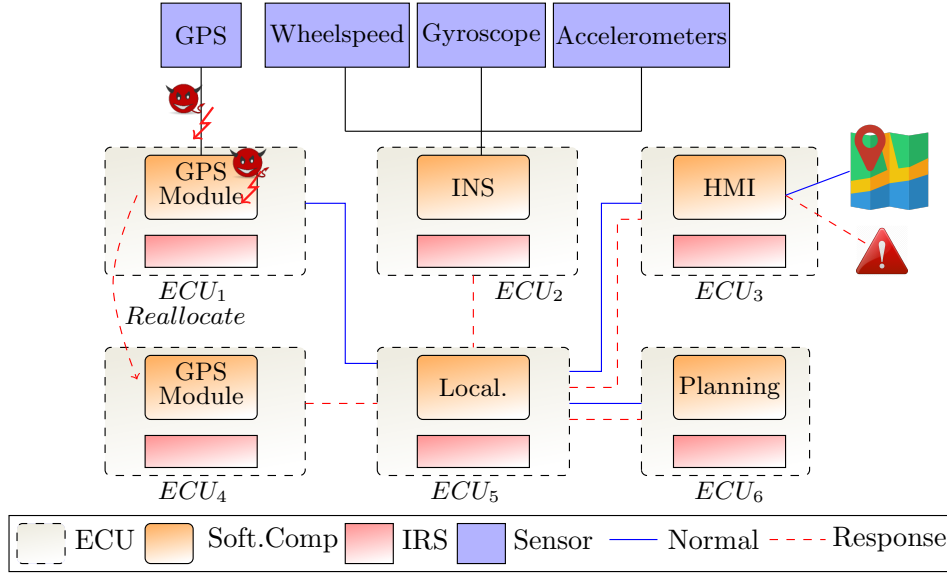 GPS
Wheelspeed
Gyroscope
Accelerometers
GPS
Module
INS
HMI
ECU₁
ECU₂
ECU₃
Reallocate
GPS
Module
Local.
Planning
ECU₄
ECU₅
ECU₆
ECU
Soft.Comp
IRS
Sensor
Normal
Response